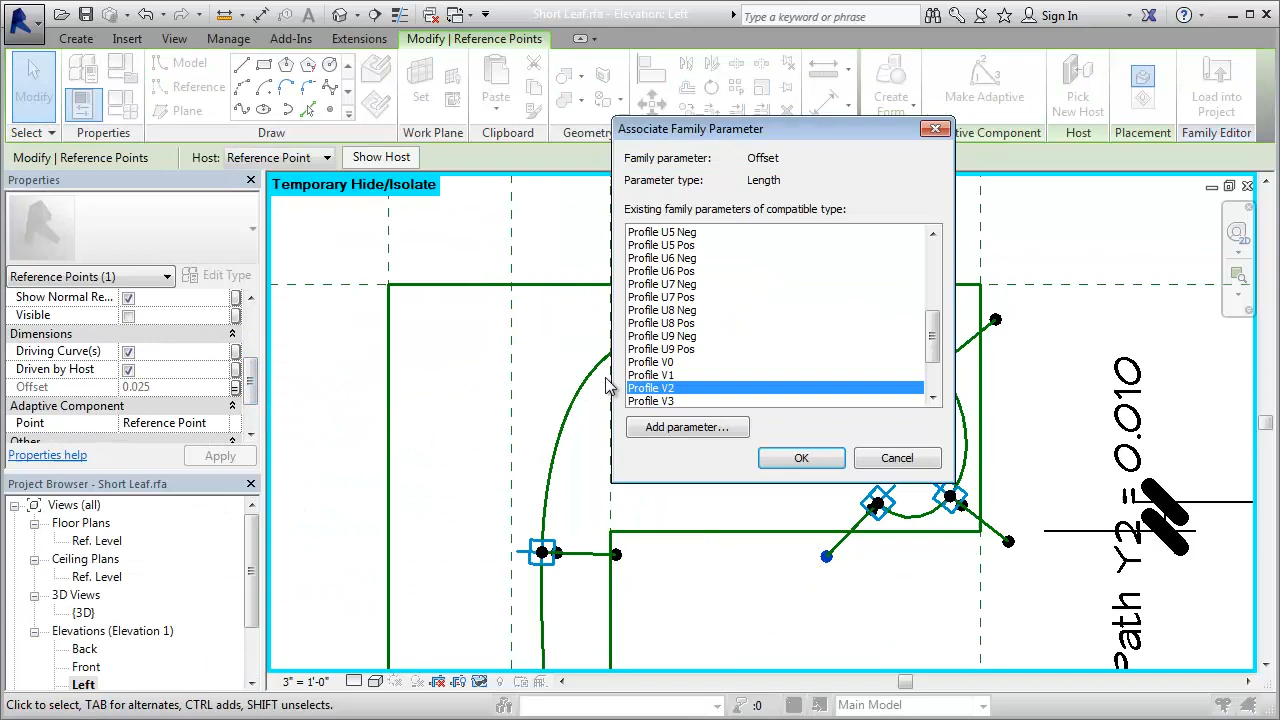 Short Leaf.rfa - Elevation: Left
Type a keyword or phrase
Sign In
Create Insert View Manage Add-Ins Extensions Modify | Reference Points
Modify
Model
Reference
Plane
Set
Paste
Create Form
Make Adaptive
Pick New Host
Load into Project
Select Properties Draw Work Plane Clipboard Geometry Adaptive Component Host Placement Family Editor
Modify | Reference Points Host: Reference Point Show Host
Properties
Reference Points (1) Edit Type
Show Normal Re...
Visible
Dimensions
Driving Curve(s)
Driven by Host
Offset 0.025
Adaptive Component
Point Reference Point
Other
Properties help Apply
Project Browser - Short Leaf.rfa
Views (all)
Floor Plans
Ref. Level
Ceiling Plans
Ref. Level
3D Views
{3D}
Elevations (Elevation 1)
Back
Front
Left
Temporary Hide/Isolate
2D
Associate Family Parameter
Family parameter: Offset
Parameter type: Length
Existing family parameters of compatible type:
Profile U5 Neg
Profile U5 Pos
Profile U6 Neg
Profile U6 Pos
Profile U7 Neg
Profile U7 Pos
Profile U8 Neg
Profile U8 Pos
Profile U9 Neg
Profile U9 Pos
Profile V0
Profile V1
Profile V2
Profile V3
Add parameter...
OK Cancel
Path Y2 = 0.010
3" = 1'-0"
Click to select, TAB for alternates, CTRL adds, SHIFT unselects.
:0
Main Model